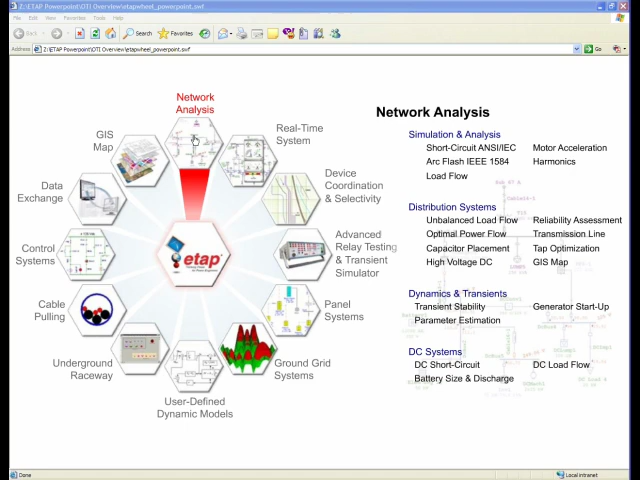 Z:\ETAP Powerpoint\OTI Overview\etapwheel_powerpoint.swf
File Edit View Favorites Tools Help
Back Search Favorites
Address Z:\ETAP Powerpoint\OTI Overview\etapwheel_powerpoint.swf Go
Network
Analysis
Real-Time
System
Device
Coordination
& Selectivity
Advanced
Relay Testing
& Transient
Simulator
Panel
Systems
Ground Grid
Systems
User-Defined
Dynamic Models
Underground
Raceway
Cable
Pulling
Control
Systems
Data
Exchange
GIS
Map
etap
Network Analysis
Simulation & Analysis
Short-Circuit ANSI/IEC Motor Acceleration
Arc Flash IEEE 1584 Harmonics
Load Flow
Distribution Systems
Unbalanced Load Flow Reliability Assessment
Optimal Power Flow Transmission Line
Capacitor Placement Tap Optimization
High Voltage DC GIS Map
Dynamics & Transients
Transient Stability Generator Start-Up
Parameter Estimation
DC Systems
DC Short-Circuit DC Load Flow
Battery Size & Discharge
Done Local intranet